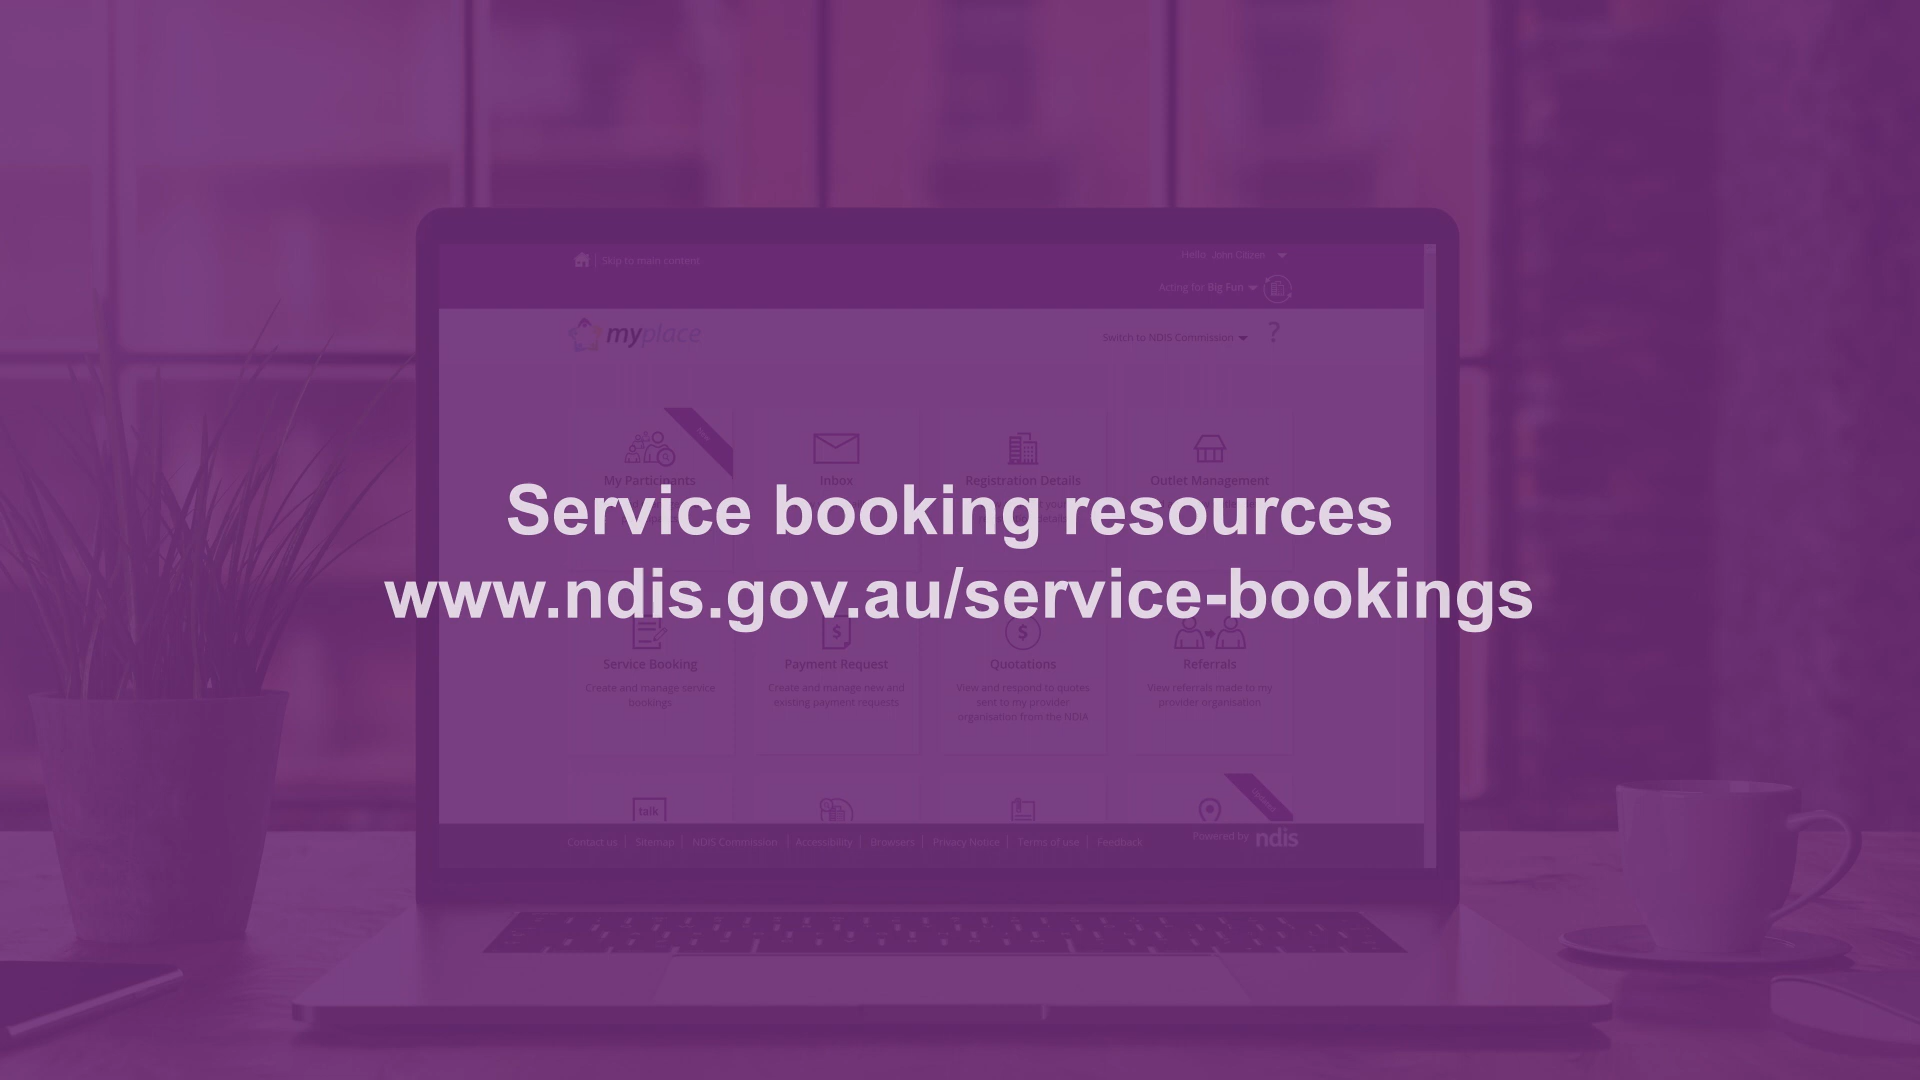 Skip to main content
Hello John Citizen
Acting for Big Fun
myplace
Switch to NDIS Commission
?
My Participants
Inbox
Registration Details
Outlet Management
Service booking resources
www.ndis.gov.au/service-bookings
Service Booking
Create and manage service
bookings
Payment Request
Create and manage new and
existing payment requests
Quotations
View and respond to quotes
sent to my provider
organisation from the NDIA
Referrals
View referrals made to my
provider organisation
talk
Updated
Contact us | Sitemap | NDIS Commission | Accessibility | Browsers | Privacy Notice | Terms of use | Feedback
Powered by ndis